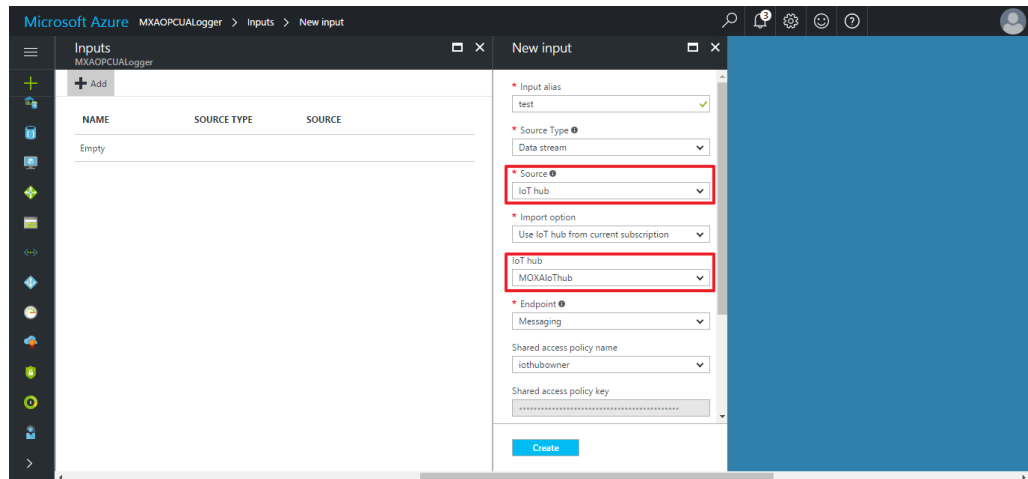 Microsoft Azure MXAOPCUALogger > Inputs > New input
3
Inputs
MXAOPCUALogger
Add
NAME SOURCE TYPE SOURCE
Empty
New input
* Input alias
test
* Source Type
Data stream
* Source
IoT hub
* Import option
Use IoT hub from current subscription
IoT hub
MOXAIoThub
* Endpoint
Messaging
Shared access policy name
iothubowner
Shared access policy key
••••••••••••••••••••••••••••••••••••••••••••
Create